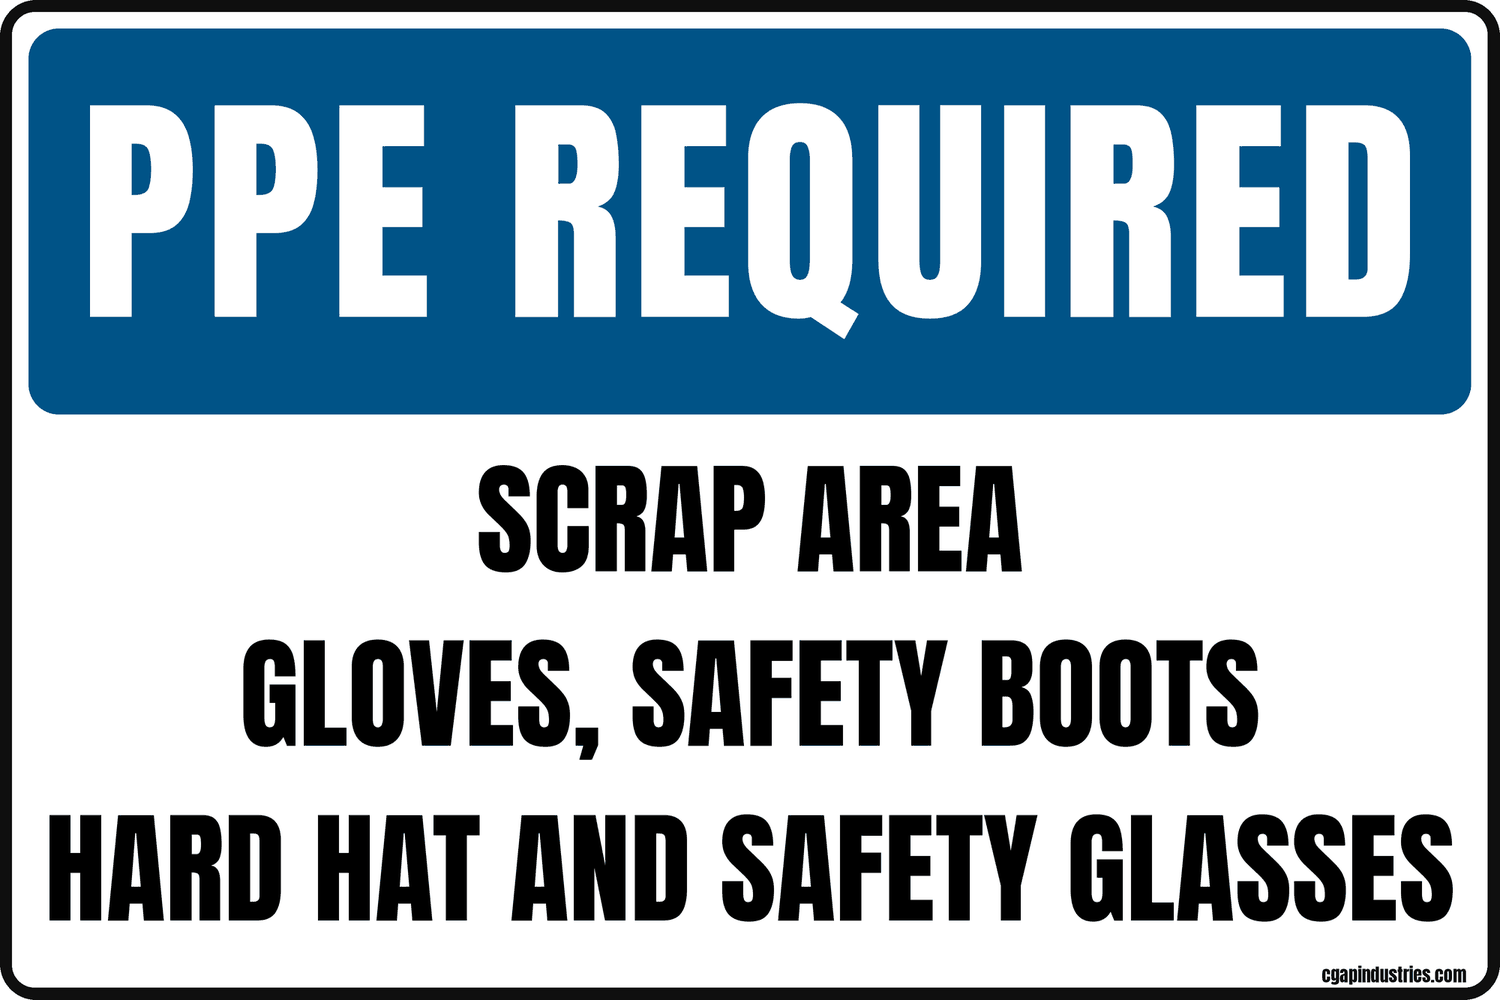 PPE REQUIRED
SCRAP AREA
GLOVES, SAFETY BOOTS
HARD HAT AND SAFETY GLASSES
cgapindustries.com